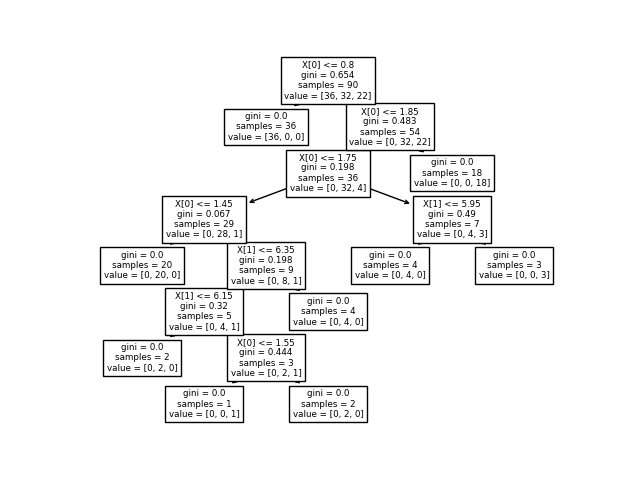 X[0] <= 0.8
gini = 0.654
samples = 90
value = [36, 32, 22]
gini = 0.0
samples = 36
value = [36, 0, 0]
X[0] <= 1.85
gini = 0.483
samples = 54
value = [0, 32, 22]
X[0] <= 1.75
gini = 0.198
samples = 36
value = [0, 32, 4]
gini = 0.0
samples = 18
value = [0, 0, 18]
X[0] <= 1.45
gini = 0.067
samples = 29
value = [0, 28, 1]
X[1] <= 5.95
gini = 0.49
samples = 7
value = [0, 4, 3]
gini = 0.0
samples = 20
value = [0, 20, 0]
X[1] <= 6.35
gini = 0.198
samples = 9
value = [0, 8, 1]
gini = 0.0
samples = 4
value = [0, 4, 0]
gini = 0.0
samples = 3
value = [0, 0, 3]
X[1] <= 6.15
gini = 0.32
samples = 5
value = [0, 4, 1]
gini = 0.0
samples = 4
value = [0, 4, 0]
gini = 0.0
samples = 2
value = [0, 2, 0]
X[0] <= 1.55
gini = 0.444
samples = 3
value = [0, 2, 1]
gini = 0.0
samples = 1
value = [0, 0, 1]
gini = 0.0
samples = 2
value = [0, 2, 0]